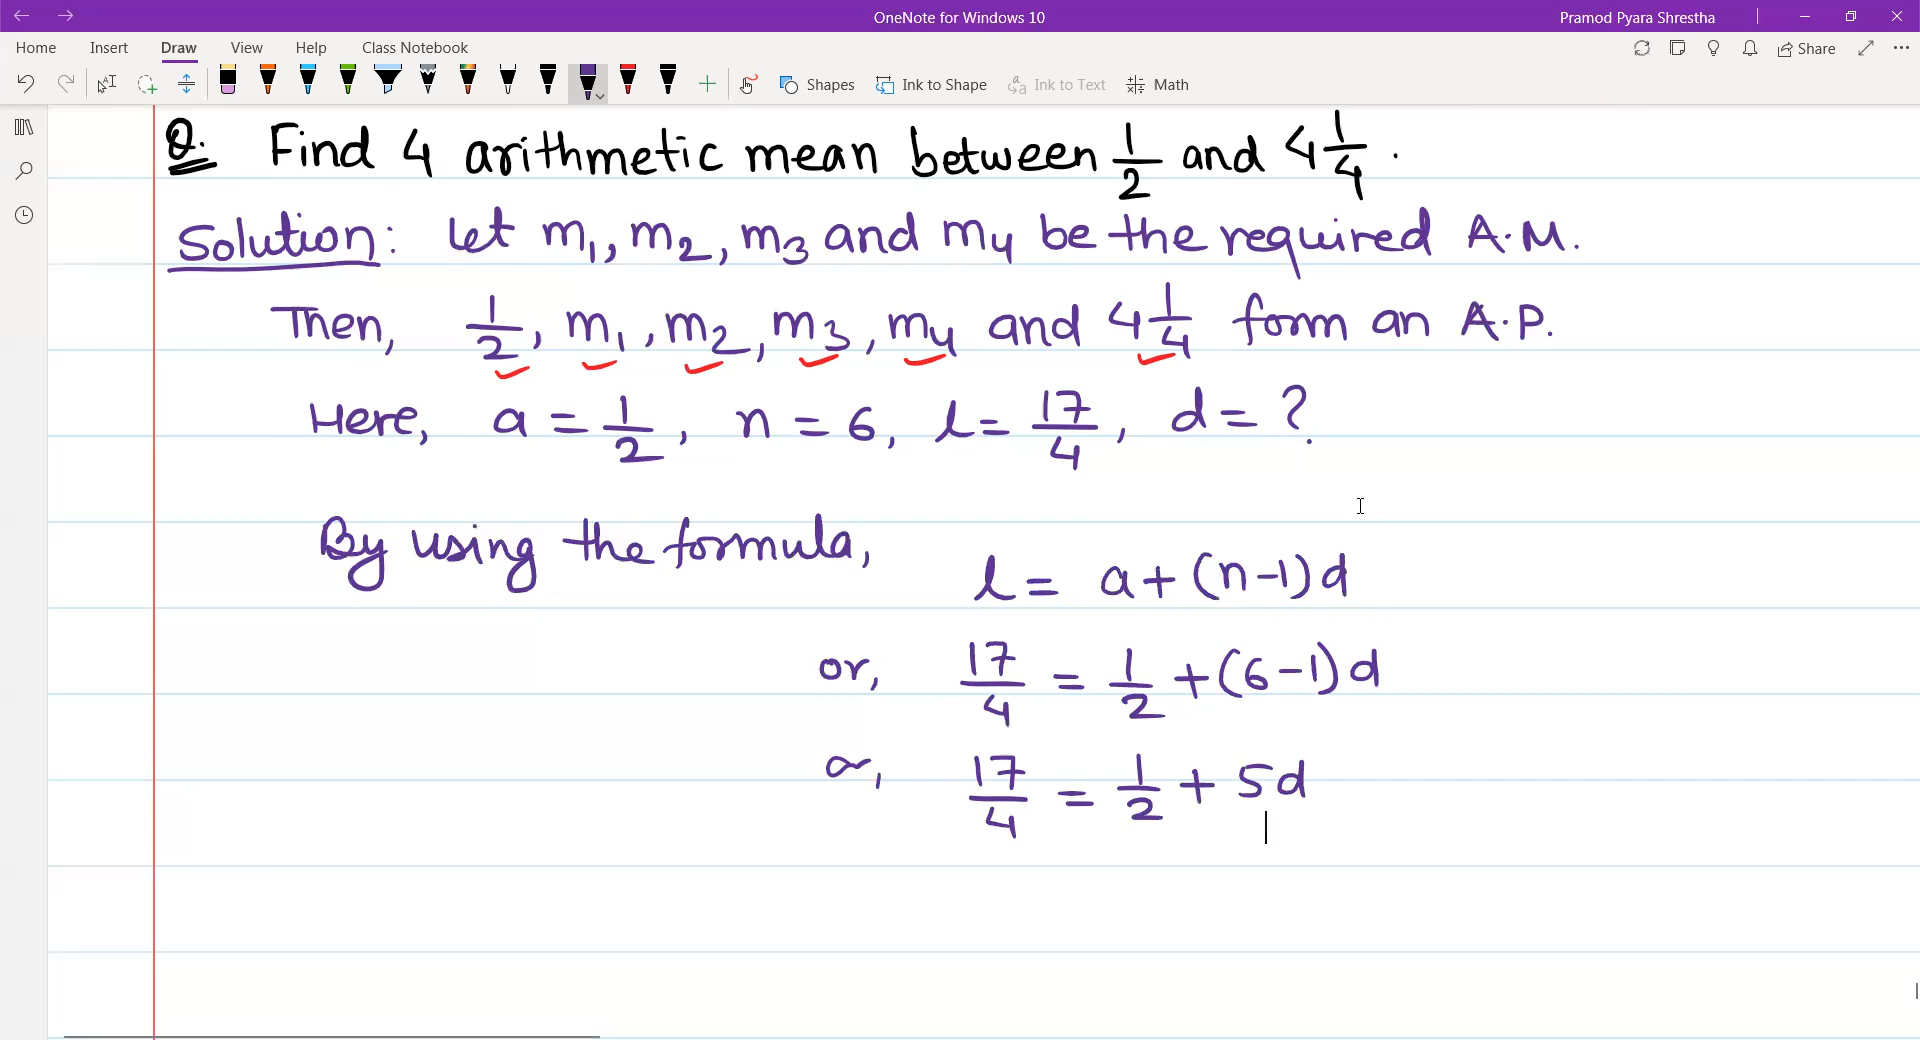 OneNote for Windows 10
Pramod Pyara Shrestha
Home Insert Draw View Help Class Notebook
Share
Shapes Ink to Shape Ink to Text Math
Q. Find 4 arithmetic mean between 1/2 and 4 1/4 .
Solution: Let m₁, m₂, m₃ and m₄ be the required A.M.
Then, 1/2, m₁, m₂, m₃, m₄ and 4 1/4 form an A.P.
Here, a = 1/2, n = 6, l = 17/4, d = ?
By using the formula,
l = a + (n-1)d
or, 17/4 = 1/2 + (6-1)d
or, 17/4 = 1/2 + 5d